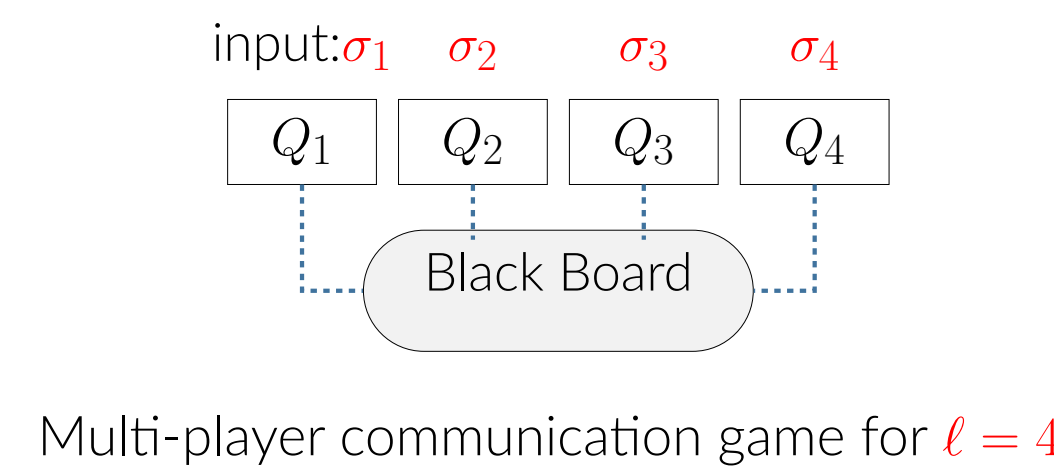 input: σ₁ σ₂ σ₃ σ₄
Q₁ Q₂ Q₃ Q₄
Black Board
Multi-player communication game for ℓ = 4